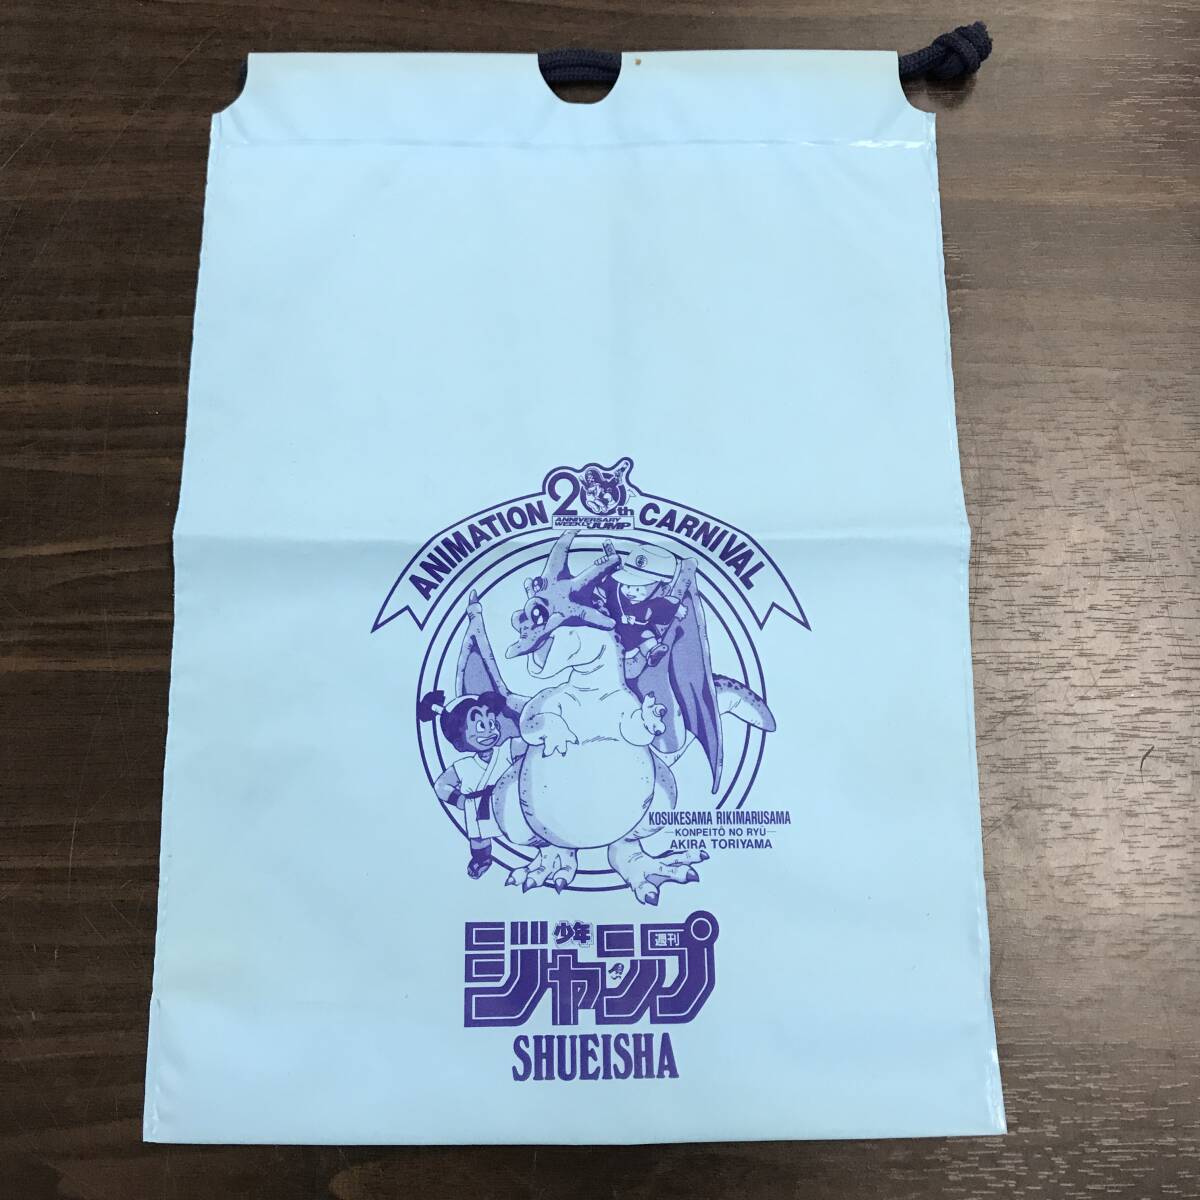 ANIMATION 20th CARNIVAL
ANNIVERSARY
WEEKLY JUMP
KOSUKESAMA RIKIMARUSAMA
—KONPEITŌ NO RYŪ—
AKIRA TORIYAMA
週刊少年ジャンプ
SHUEISHA